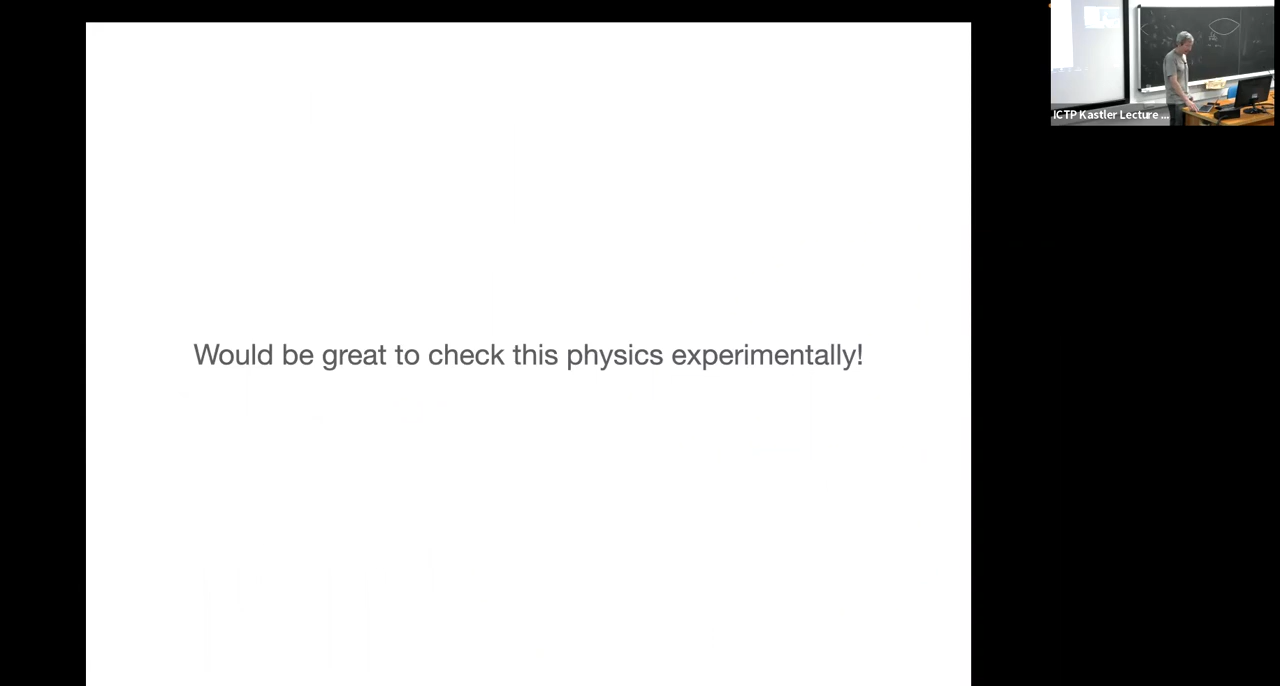 Would be great to check this physics experimentally!
ICTP Kastler Lecture ...